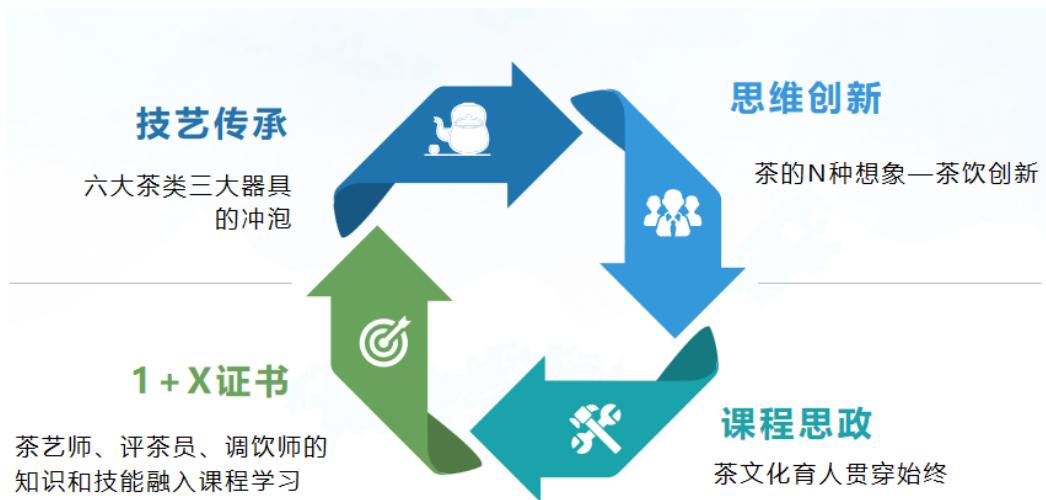 技艺传承
六大茶类三大器具
的冲泡
思维创新
茶的N种想象—茶饮创新
1+X证书
茶艺师、评茶员、调饮师的
知识和技能融入课程学习
课程思政
茶文化育人贯穿始终